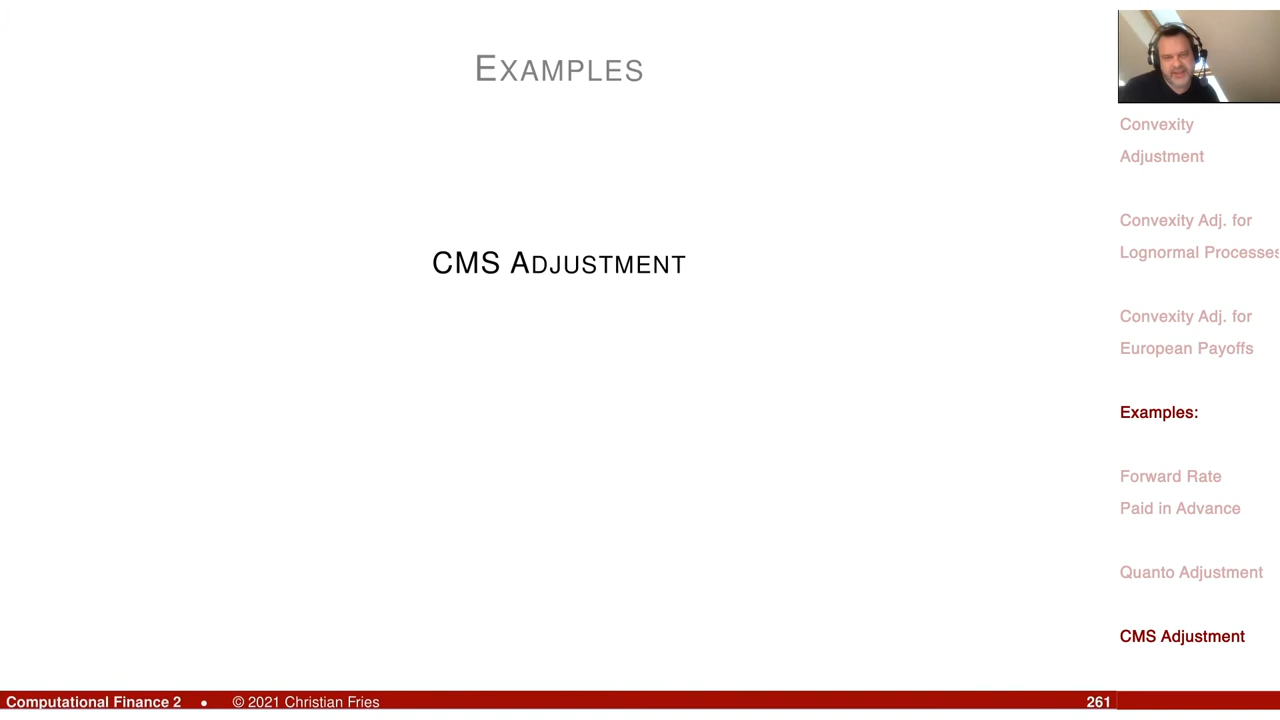 EXAMPLES
CMS ADJUSTMENT
Convexity
Adjustment
Convexity Adj. for
Lognormal Processes
Convexity Adj. for
European Payoffs
Examples:
Forward Rate
Paid in Advance
Quanto Adjustment
CMS Adjustment
Computational Finance 2 • © 2021 Christian Fries 261